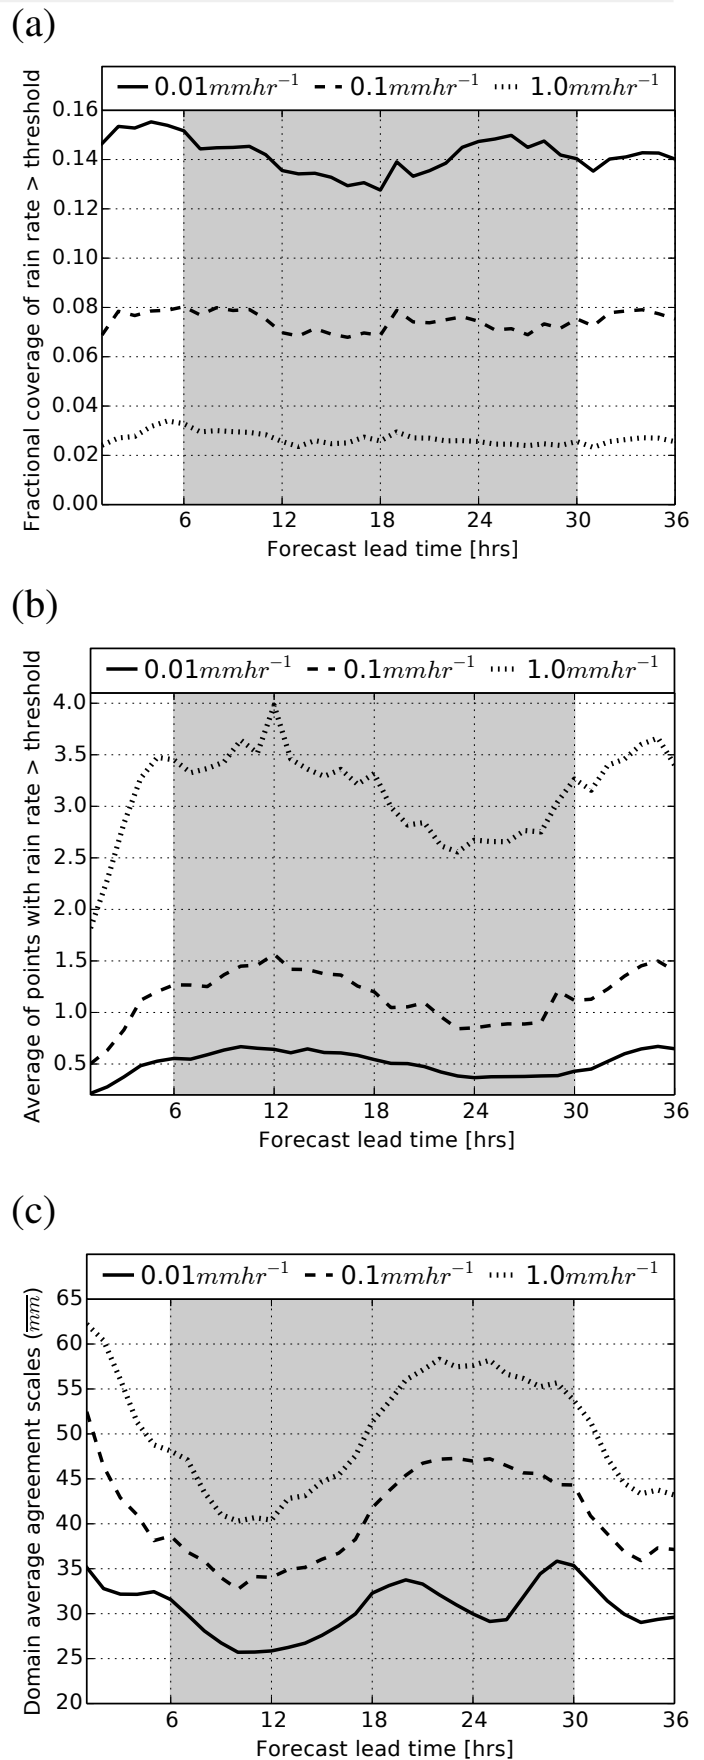 (a)
0.01mmhr⁻¹ 0.1mmhr⁻¹ 1.0mmhr⁻¹
Fractional coverage of rain rate > threshold
0.16
0.14
0.12
0.10
0.08
0.06
0.04
0.02
0.00
6 12 18 24 30 36
Forecast lead time [hrs]
(b)
0.01mmhr⁻¹ 0.1mmhr⁻¹ 1.0mmhr⁻¹
Average of points with rain rate > threshold
4.0
3.5
3.0
2.5
2.0
1.5
1.0
0.5
6 12 18 24 30 36
Forecast lead time [hrs]
(c)
0.01mmhr⁻¹ 0.1mmhr⁻¹ 1.0mmhr⁻¹
Domain average agreement scales (m̅m̅)
65
60
55
50
45
40
35
30
25
20
6 12 18 24 30 36
Forecast lead time [hrs]